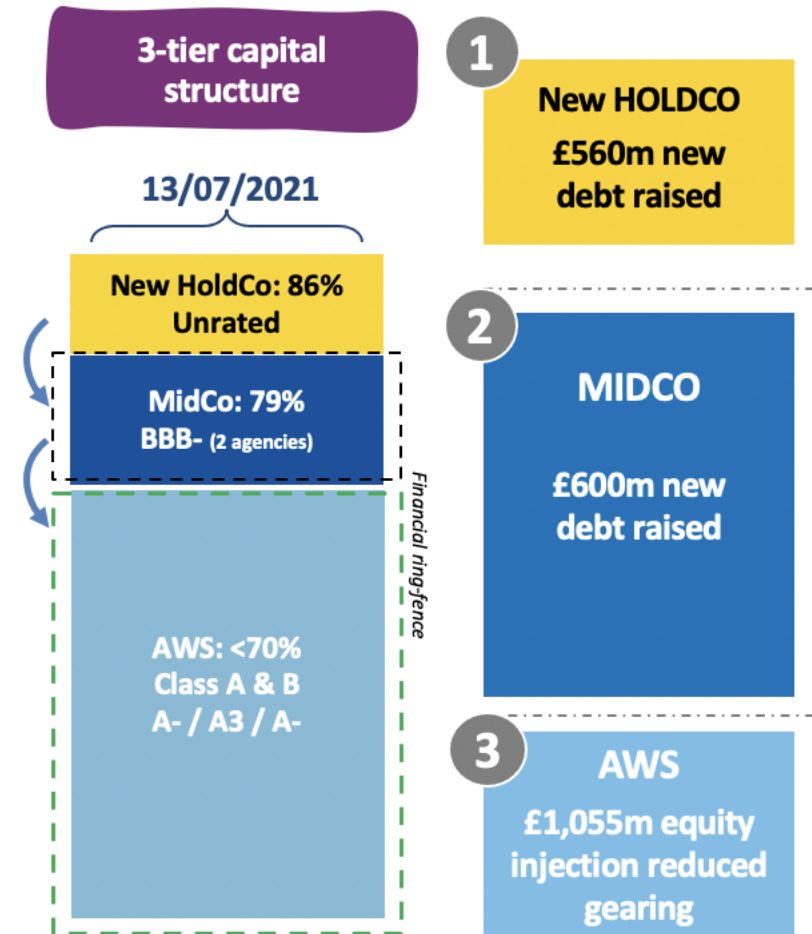 3-tier capital
structure
13/07/2021
New HoldCo: 86%
Unrated
MidCo: 79%
BBB- (2 agencies)
Financial ring-fence
AWS: <70%
Class A & B
A- / A3 / A-
1
New HOLDCO
£560m new
debt raised
2
MIDCO
£600m new
debt raised
3
AWS
£1,055m equity
injection reduced
gearing